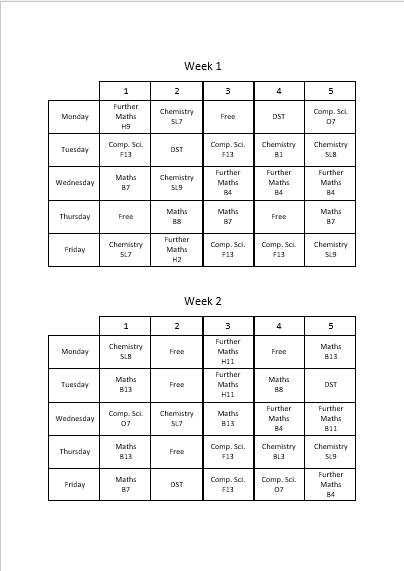 Week 1
1 2 3 4 5
Monday Further Maths H9 Chemistry SL7 Free DST Comp. Sci. O7
Tuesday Comp. Sci. F13 DST Comp. Sci. F13 Chemistry B1 Chemistry SL8
Wednesday Maths B7 Chemistry SL9 Further Maths B4 Further Maths B4 Further Maths B4
Thursday Free Maths B8 Maths B7 Free Maths B7
Friday Chemistry SL7 Further Maths H2 Comp. Sci. F13 Comp. Sci. F13 Chemistry SL9
Week 2
1 2 3 4 5
Monday Chemistry SL8 Free Further Maths H11 Free Maths B13
Tuesday Maths B13 Free Further Maths H11 Maths B8 DST
Wednesday Comp. Sci. O7 Chemistry SL7 Maths B13 Further Maths B4 Further Maths B11
Thursday Maths B13 Free Comp. Sci. F13 Chemistry BL3 Chemistry SL9
Friday Maths B7 DST Comp. Sci. F13 Comp. Sci. O7 Further Maths B4